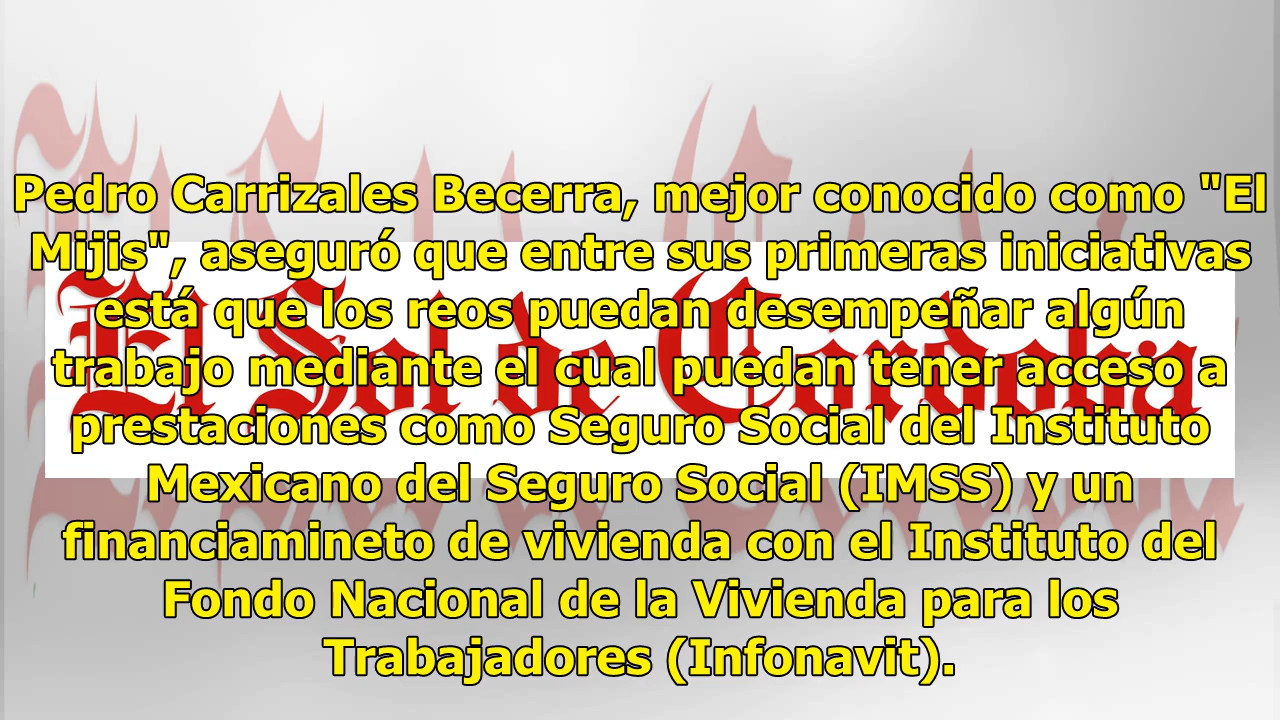 Pedro Carrizales Becerra, mejor conocido como "El
Mijis", aseguró que entre sus primeras iniciativas
está que los reos puedan desempeñar algún
trabajo mediante el cual puedan tener acceso a
prestaciones como Seguro Social del Instituto
Mexicano del Seguro Social (IMSS) y un
financiamineto de vivienda con el Instituto del
Fondo Nacional de la Vivienda para los
Trabajadores (Infonavit).
El Sol de Córdoba